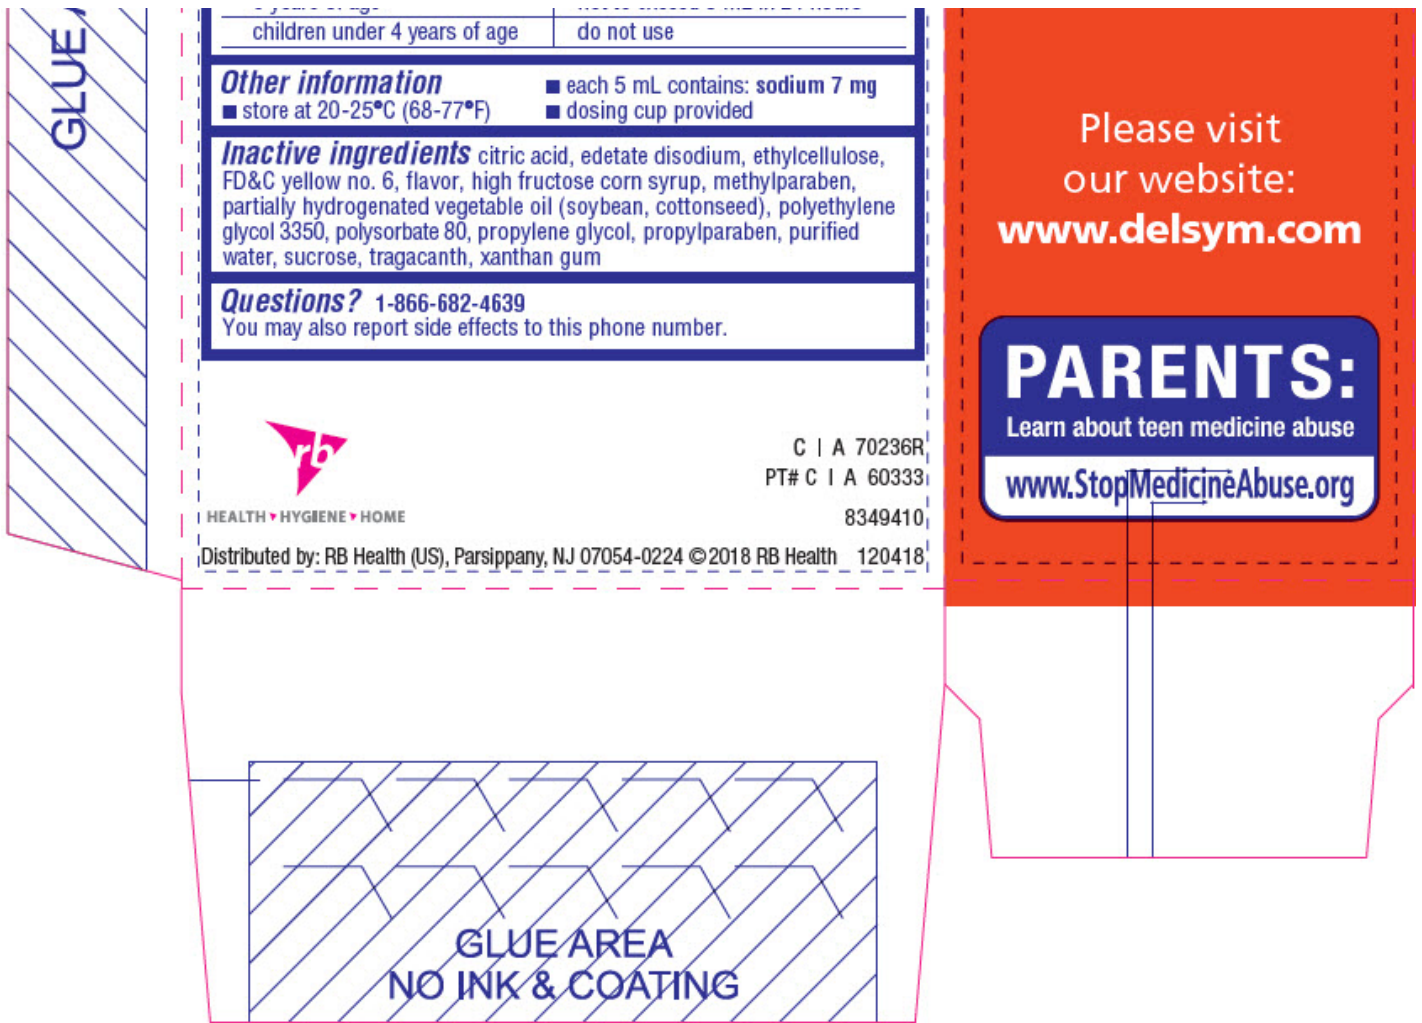 GLUE
children under 4 years of age do not use
Other information
■ store at 20-25°C (68-77°F)
■ each 5 mL contains: sodium 7 mg
■ dosing cup provided
Inactive ingredients citric acid, edetate disodium, ethylcellulose,
FD&C yellow no. 6, flavor, high fructose corn syrup, methylparaben,
partially hydrogenated vegetable oil (soybean, cottonseed), polyethylene
glycol 3350, polysorbate 80, propylene glycol, propylparaben, purified
water, sucrose, tragacanth, xanthan gum
Questions? 1-866-682-4639
You may also report side effects to this phone number.
rb
HEALTH ▾ HYGIENE ▾ HOME
C | A 70236R
PT# C | A 60333
8349410
Distributed by: RB Health (US), Parsippany, NJ 07054-0224 ©2018 RB Health 120418
GLUE AREA
NO INK & COATING
Please visit
our website:
www.delsym.com
PARENTS:
Learn about teen medicine abuse
www.StopMedicineAbuse.org